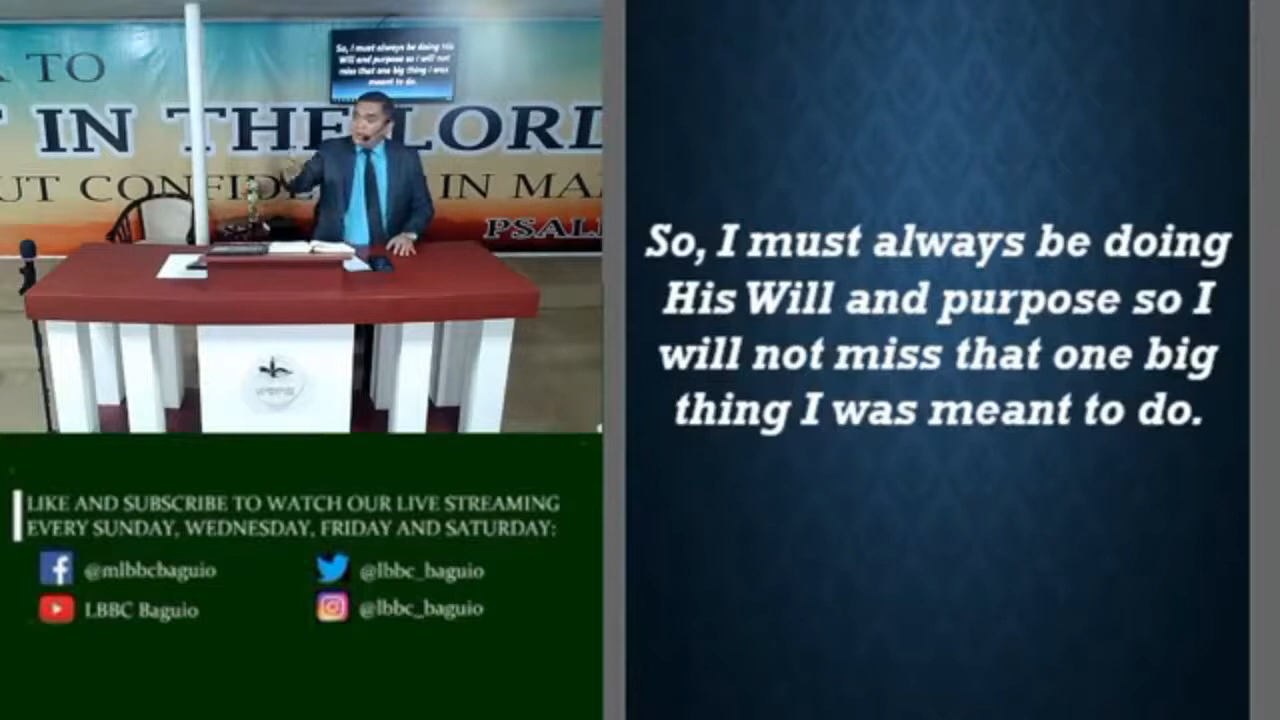 So, I must always be doing His
Will and purpose so I will not
miss that one big thing I was
meant to do.
TO
IN THE LORD
UT CONFIDE IN MA
PSAL
LIKE AND SUBSCRIBE TO WATCH OUR LIVE STREAMING
EVERY SUNDAY, WEDNESDAY, FRIDAY AND SATURDAY:
@mlbbcbaguio
@lbbc_baguio
LBBC Baguio
@lbbc_baguio
So, I must always be doing
His Will and purpose so I
will not miss that one big
thing I was meant to do.